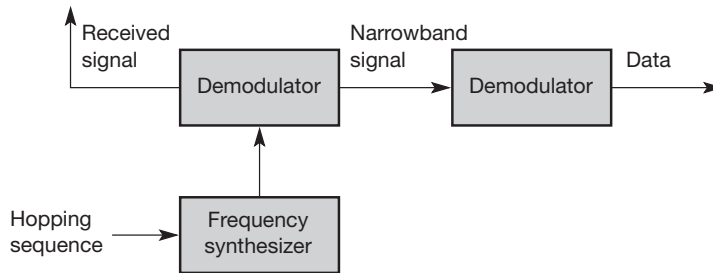 Received
signal
Demodulator
Narrowband
signal
Demodulator
Data
Hopping
sequence
Frequency
synthesizer